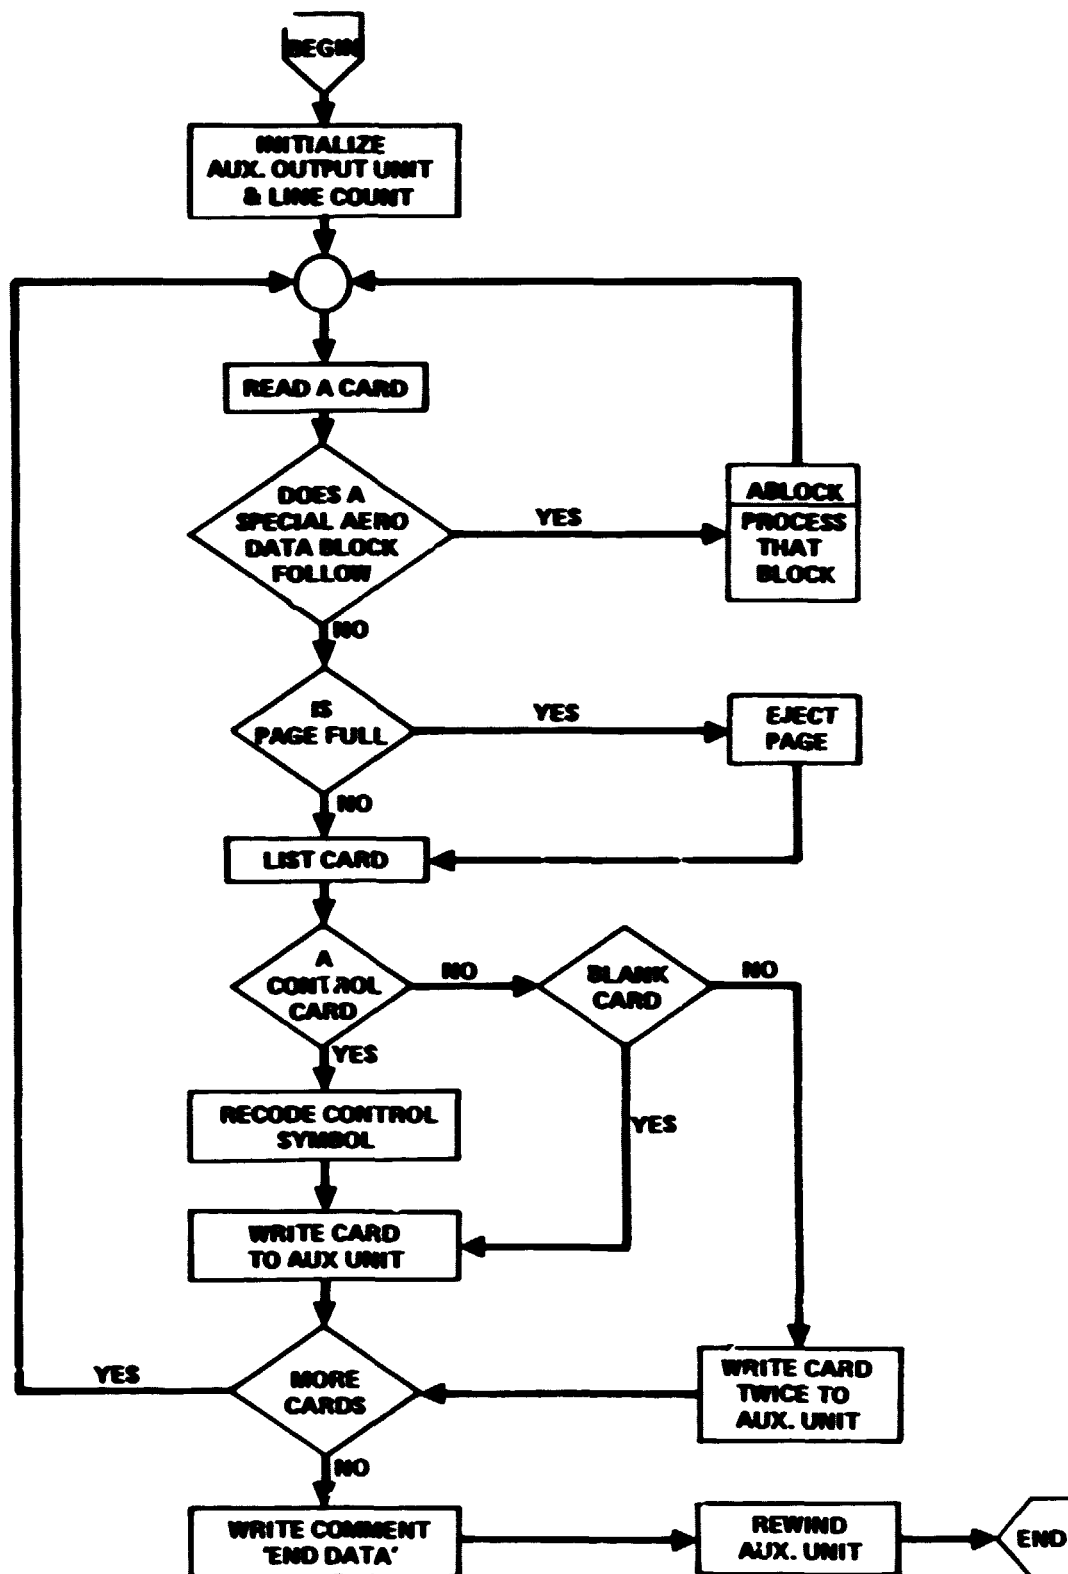 BEGIN
INITIALIZE
AUX. OUTPUT UNIT
& LINE COUNT
READ A CARD
DOES A
SPECIAL AERO
DATA BLOCK
FOLLOW
YES
ABLOCK
PROCESS
THAT
BLOCK
NO
IS
PAGE FULL
YES
EJECT
PAGE
NO
LIST CARD
A
CONTROL
CARD
NO
BLANK
CARD
NO
YES
RECODE CONTROL
SYMBOL
YES
WRITE CARD
TO AUX UNIT
YES
MORE
CARDS
WRITE CARD
TWICE TO
AUX. UNIT
NO
WRITE COMMENT
'END DATA'
REWIND
AUX. UNIT
END